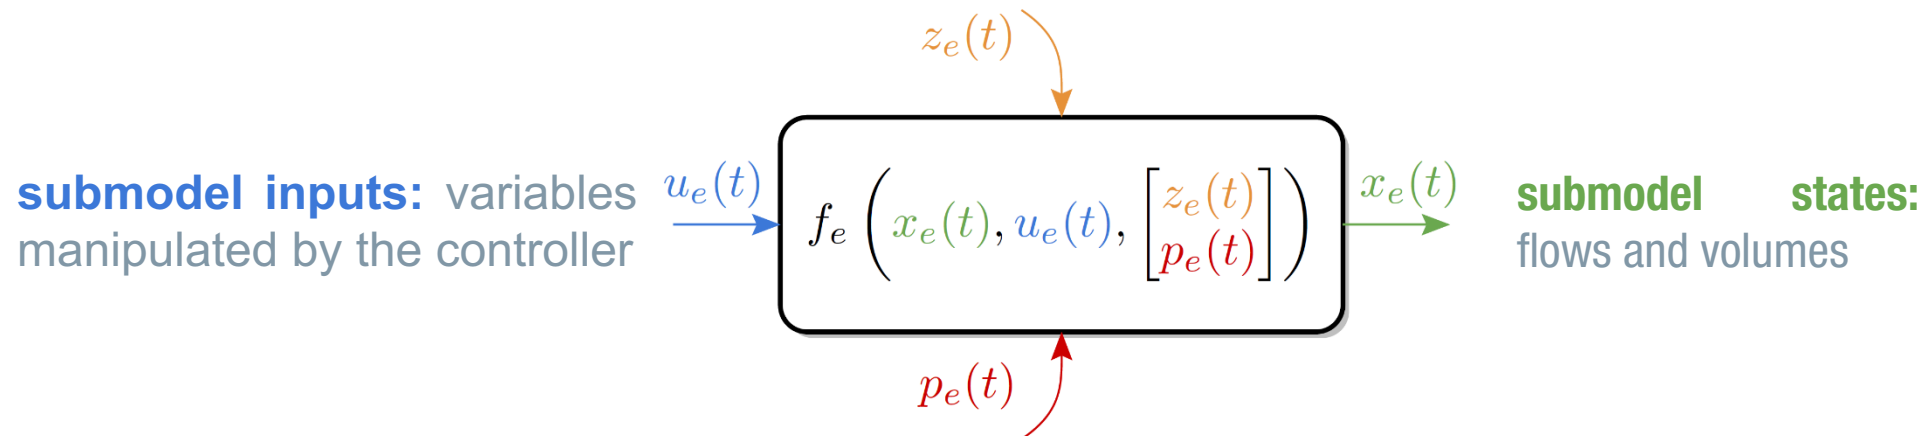 z_e(t)
submodel inputs: variables
manipulated by the controller
u_e(t)
f_e ( x_e(t), u_e(t), [ z_e(t)
p_e(t) ] )
x_e(t)
submodel states:
flows and volumes
p_e(t)